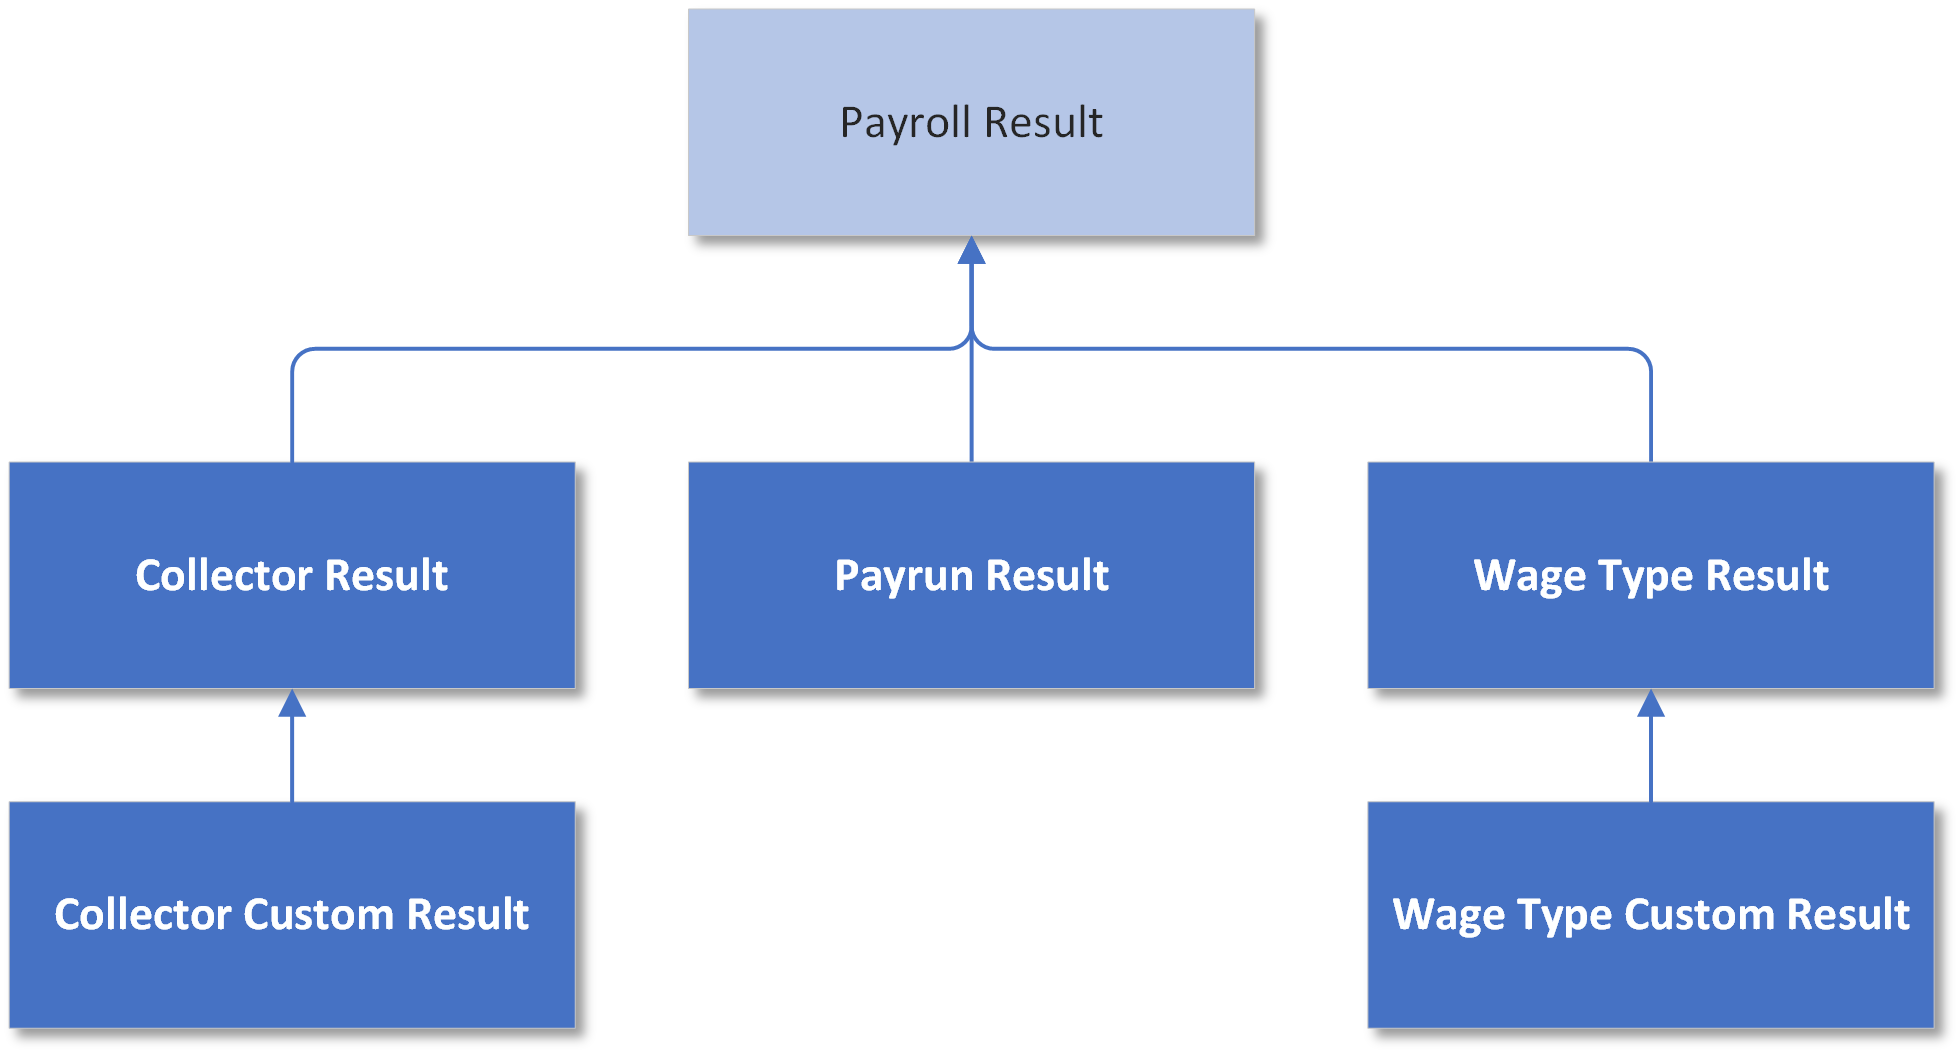 Payroll Result
Collector Result
Payrun Result
Wage Type Result
Collector Custom Result
Wage Type Custom Result